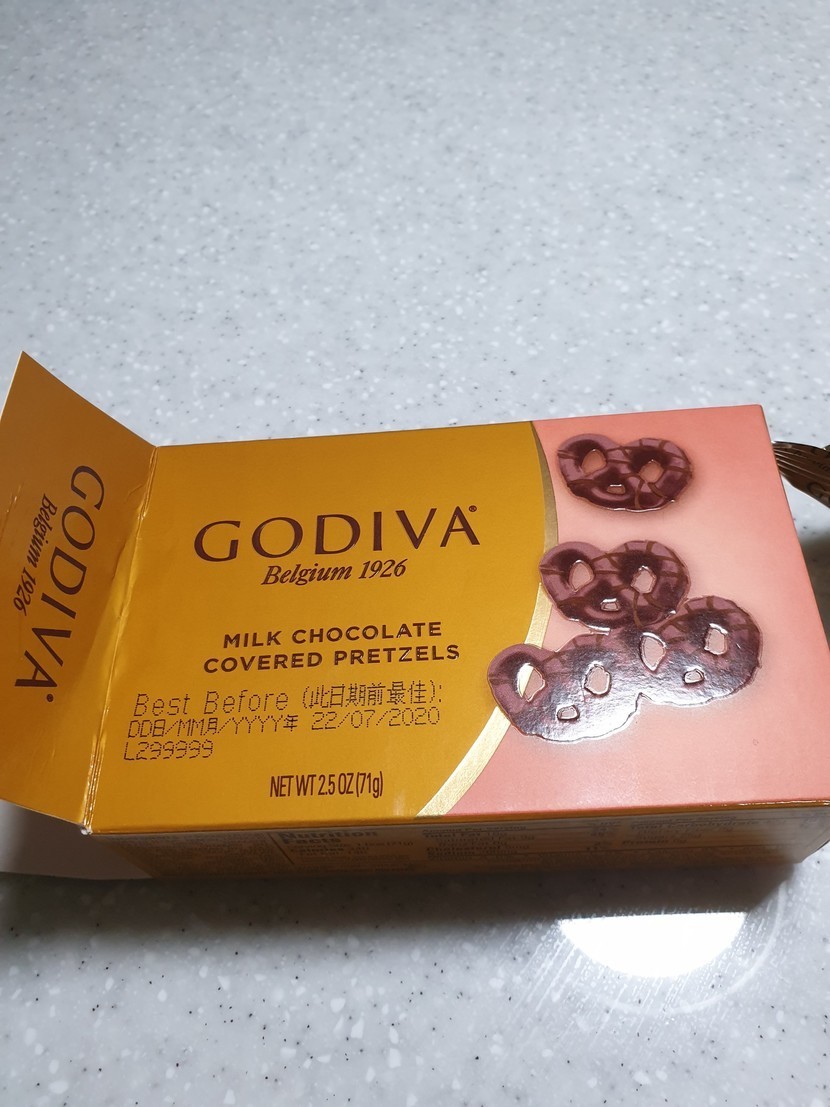 GODIVA®
Belgium 1926
GODIVA®
Belgium 1926
MILK CHOCOLATE
COVERED PRETZELS
Best Before (此日期前最佳):
DD日/MM月/YYYY年 22/07/2020
L299999
NET WT 2.5 OZ (71g)
Nutrition
Facts